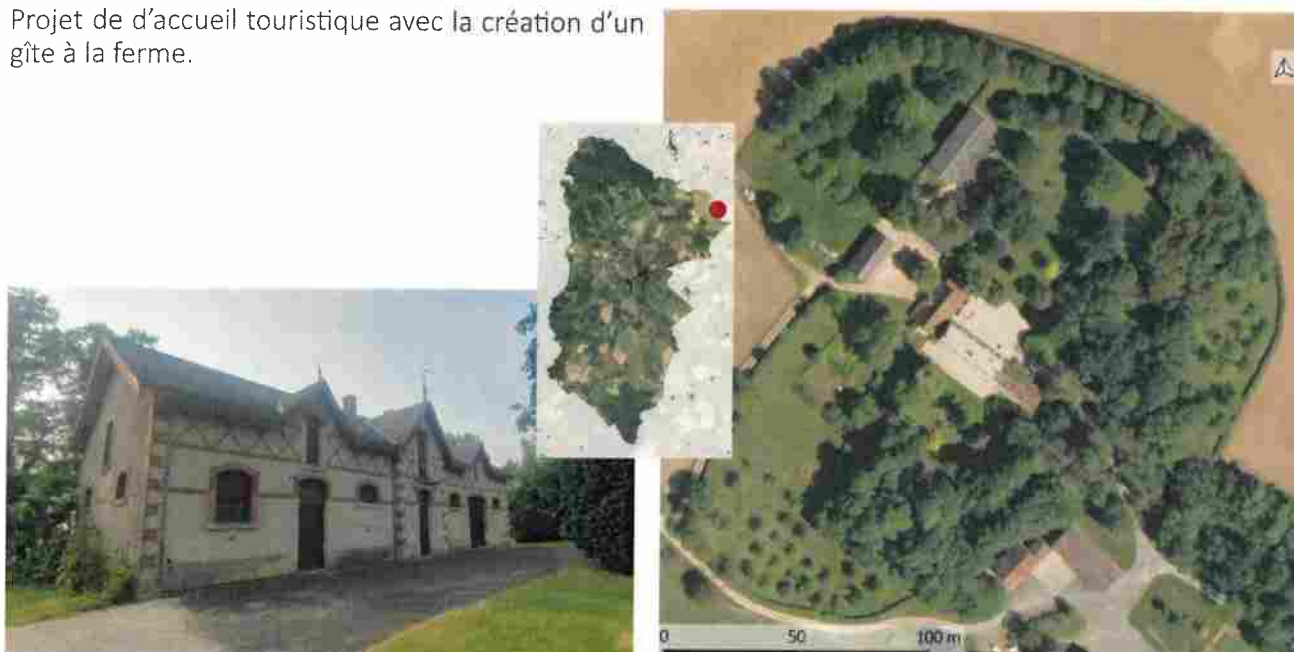 Projet de d'accueil touristique avec la création d'un
gîte à la ferme.
0 50 100 m